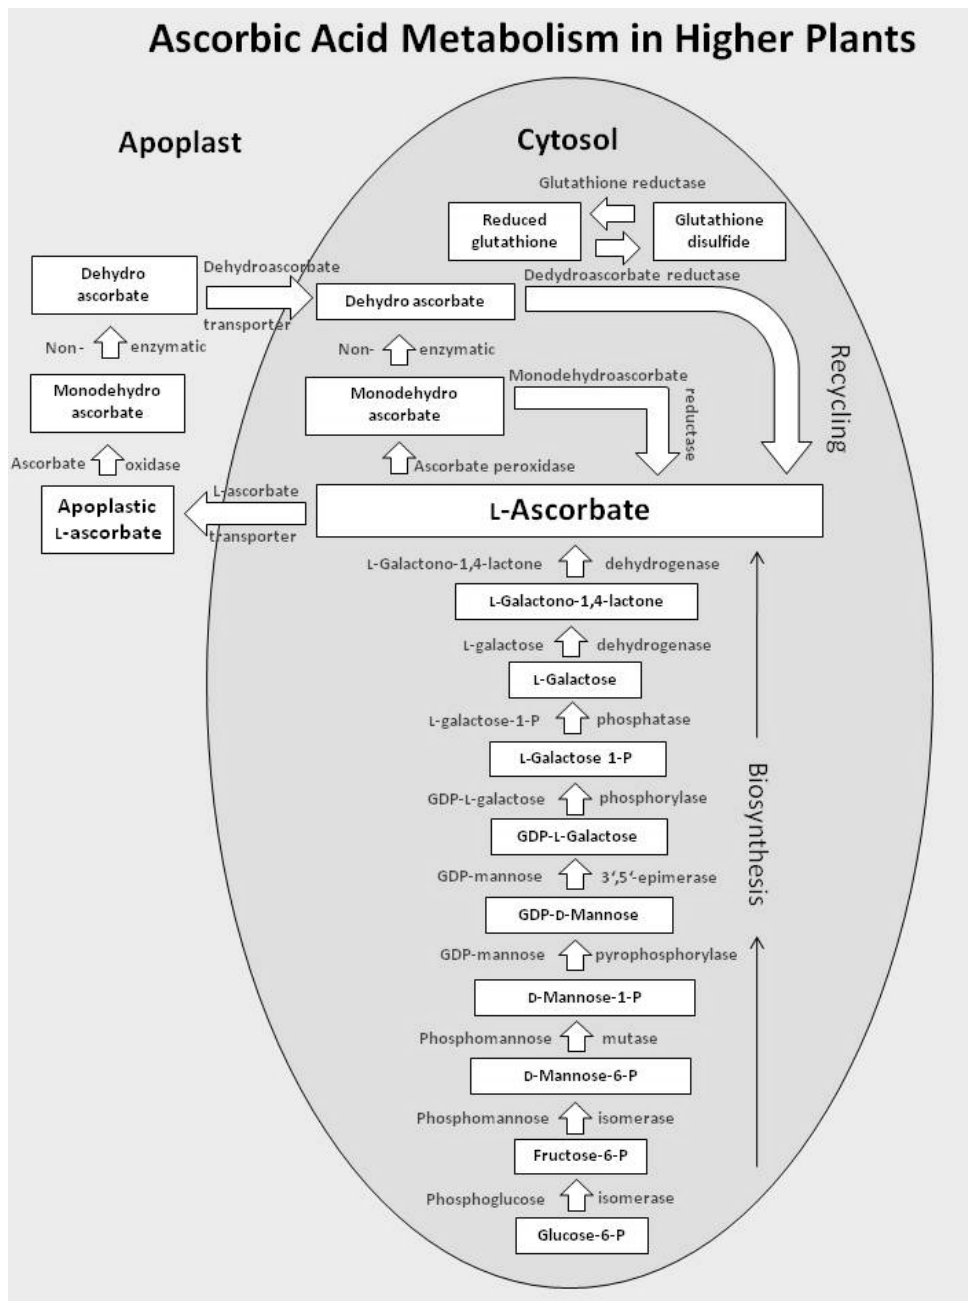 Ascorbic Acid Metabolism in Higher Plants
Apoplast
Cytosol
Glutathione reductase
Reduced
glutathione
Glutathione
disulfide
Dehydro
ascorbate
Dehydroascorbate
transporter
Dehydro ascorbate
Dedydroascorbate reductase
Non- enzymatic
Non- enzymatic
Monodehydro
ascorbate
Monodehydro
ascorbate
Monodehydroascorbate
reductase
Recycling
Ascorbate oxidase
Ascorbate peroxidase
Apoplastic
L-ascorbate
L-ascorbate
transporter
L-Ascorbate
L-Galactono-1,4-lactone dehydrogenase
L-Galactono-1,4-lactone
L-galactose dehydrogenase
L-Galactose
L-galactose-1-P phosphatase
L-Galactose 1-P
GDP-L-galactose phosphorylase
GDP-L-Galactose
GDP-mannose 3‘,5‘-epimerase
GDP-D-Mannose
GDP-mannose pyrophosphorylase
D-Mannose-1-P
Phosphomannose mutase
D-Mannose-6-P
Phosphomannose isomerase
Fructose-6-P
Phosphoglucose isomerase
Glucose-6-P
Biosynthesis